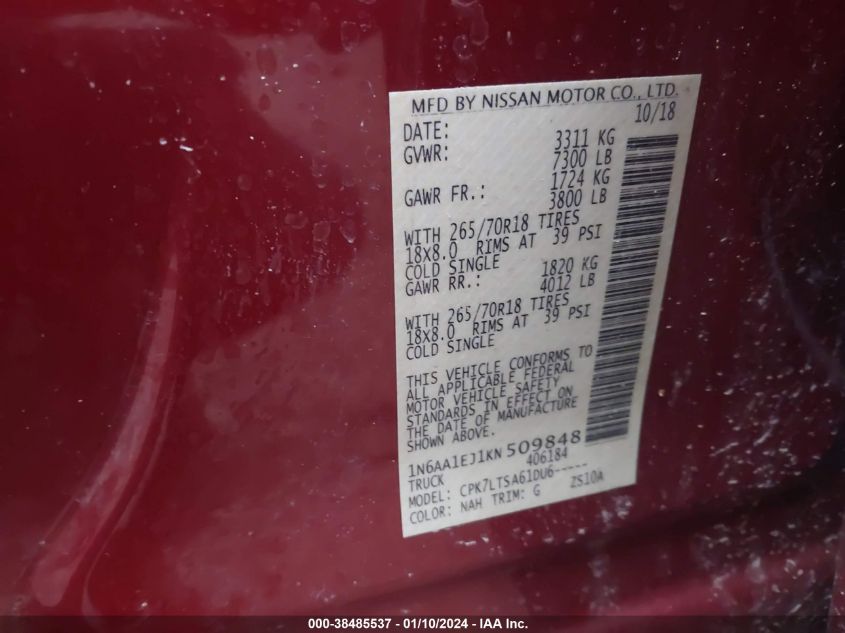 MFD BY NISSAN MOTOR CO., LTD.
DATE: 10/18
GVWR: 3311 KG
7300 LB
GAWR FR.: 1724 KG
3800 LB
WITH 265/70R18 TIRES
18X8.0 RIMS AT 39 PSI
COLD SINGLE
GAWR RR.: 1820 KG
4012 LB
WITH 265/70R18 TIRES
18X8.0 RIMS AT 39 PSI
COLD SINGLE
THIS VEHICLE CONFORMS TO
ALL APPLICABLE FEDERAL
MOTOR VEHICLE SAFETY
STANDARDS IN EFFECT ON
THE DATE OF MANUFACTURE
SHOWN ABOVE.
1N6AA1EJ1KN509848
TRUCK 406184
MODEL: CPK7LTSA61DU6-----
COLOR: NAH TRIM: G ZS10A
000-38485537 - 01/10/2024 - IAA Inc.